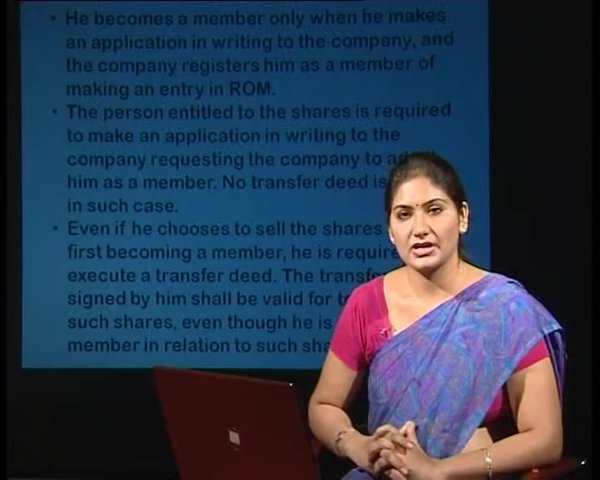 • He becomes a member only when he makes
an application in writing to the company, and
the company registers him as a member of
making an entry in ROM.
• The person entitled to the shares is required
to make an application in writing to the
company requesting the company to
him as a member. No transfer deed is
in such case.
• Even if he chooses to sell the shares
first becoming a member, he is
execute a transfer deed. The
signed by him shall be valid for
such shares, even though he is
member in relation to such